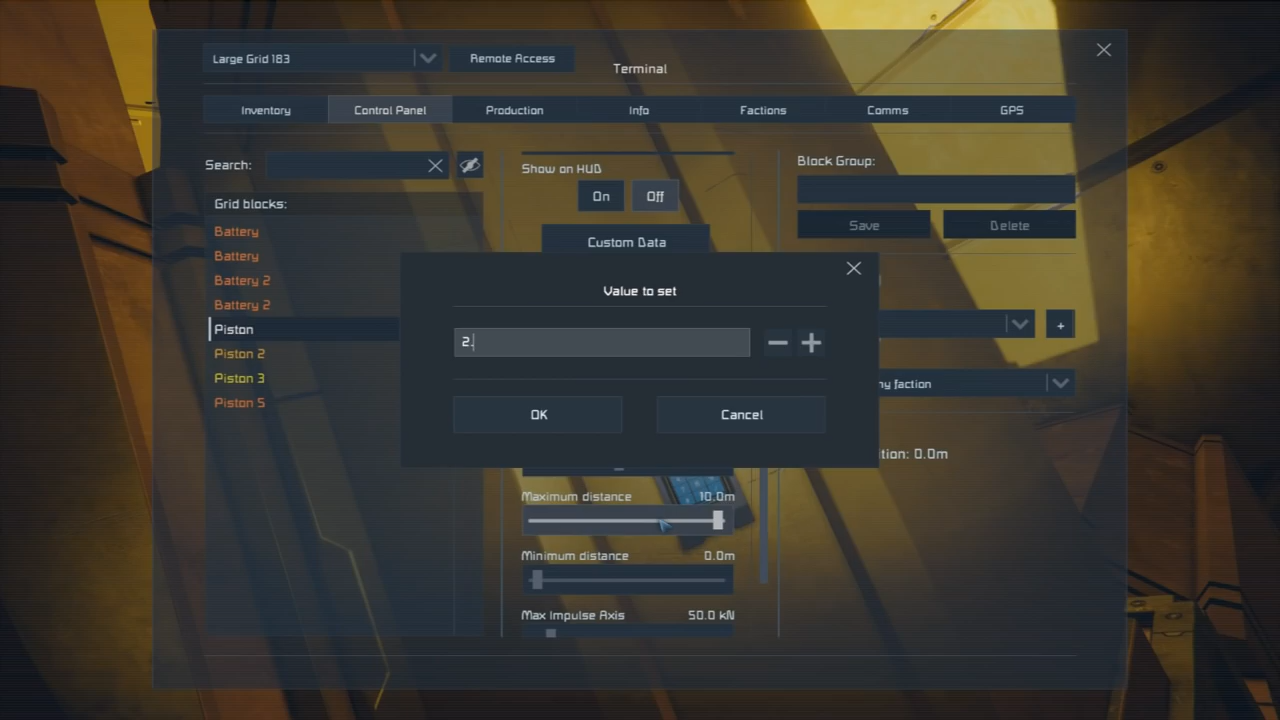 Large Grid 183
Remote Access
Terminal
Inventory
Control Panel
Production
Info
Factions
Comms
GPS
Search:
Grid blocks:
Battery
Battery
Battery 2
Battery 2
Piston
Piston 2
Piston 3
Piston 5
Show on HUD
On
Off
Custom Data
Block Group:
Save
Delete
+
ny faction
ition: 0.0m
Value to set
2.
OK
Cancel
Maximum distance 10.0m
Minimum distance 0.0m
Max Impulse Axis 50.0 kN